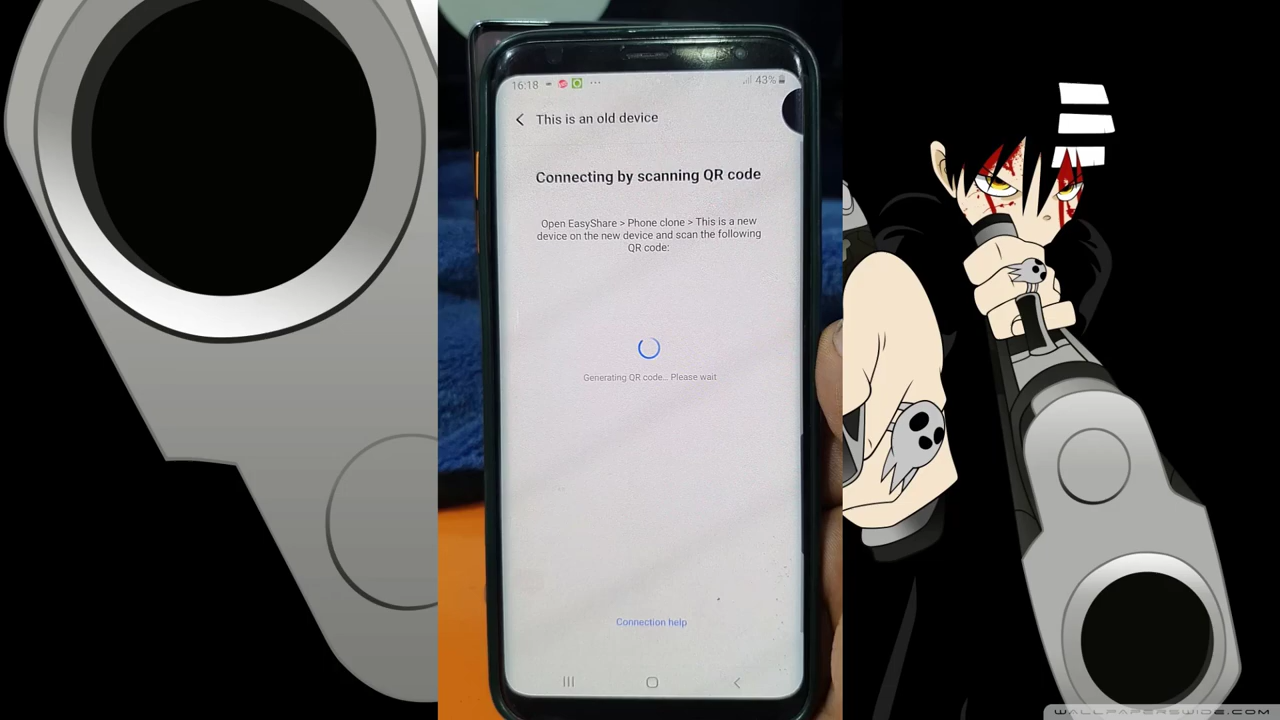 16:18
43%
This is an old device
Connecting by scanning QR code
Open EasyShare > Phone clone > This is a new
device on the new device and scan the following
QR code:
Generating QR code... Please wait
Connection help
WALLPAPERSWIDE.COM